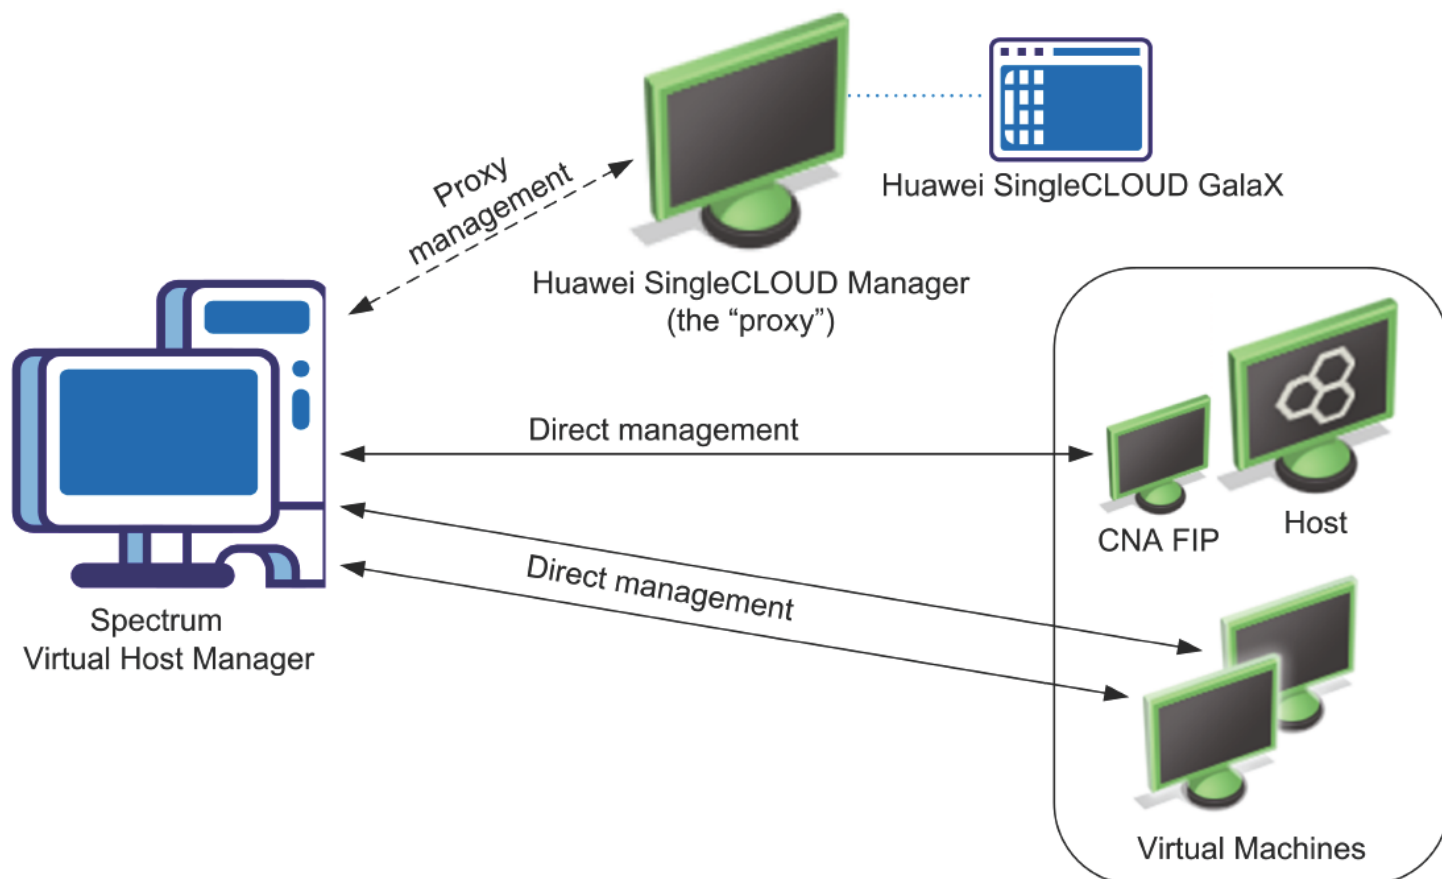 Proxy
management
Huawei SingleCLOUD GalaX
Huawei SingleCLOUD Manager
(the “proxy”)
Direct management
CNA FIP
Host
Direct management
Spectrum
Virtual Host Manager
Virtual Machines